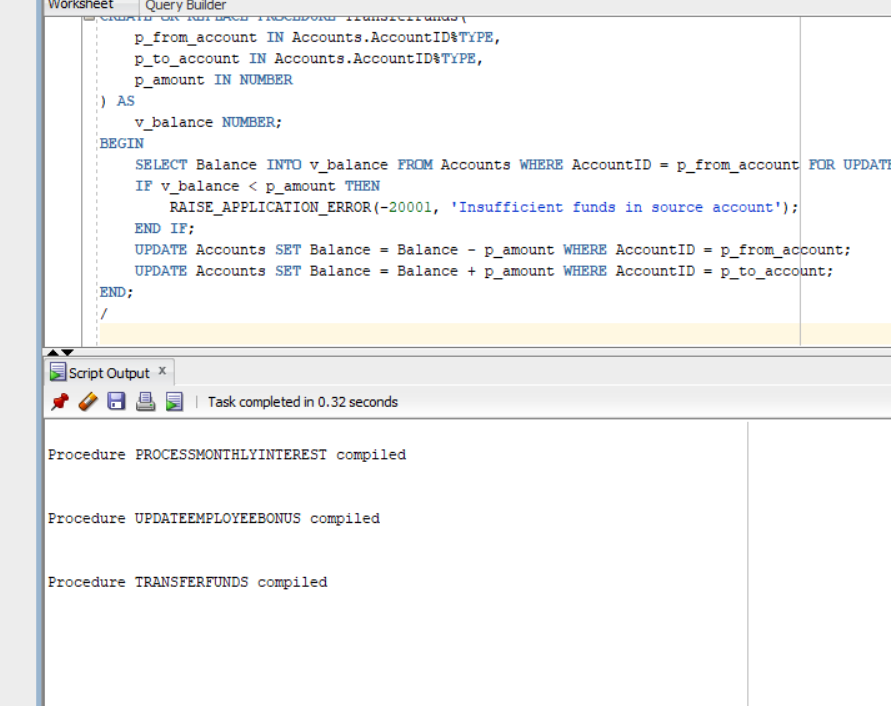 Worksheet Query Builder
CREATE OR REPLACE PROCEDURE TransferFunds(
p_from_account IN Accounts.AccountID%TYPE,
p_to_account IN Accounts.AccountID%TYPE,
p_amount IN NUMBER
) AS
v_balance NUMBER;
BEGIN
SELECT Balance INTO v_balance FROM Accounts WHERE AccountID = p_from_account FOR UPDATE
IF v_balance < p_amount THEN
RAISE_APPLICATION_ERROR(-20001, 'Insufficient funds in source account');
END IF;
UPDATE Accounts SET Balance = Balance - p_amount WHERE AccountID = p_from_account;
UPDATE Accounts SET Balance = Balance + p_amount WHERE AccountID = p_to_account;
END;
/
Script Output x
Task completed in 0.32 seconds
Procedure PROCESSMONTHLYINTEREST compiled
Procedure UPDATEEMPLOYEEBONUS compiled
Procedure TRANSFERFUNDS compiled